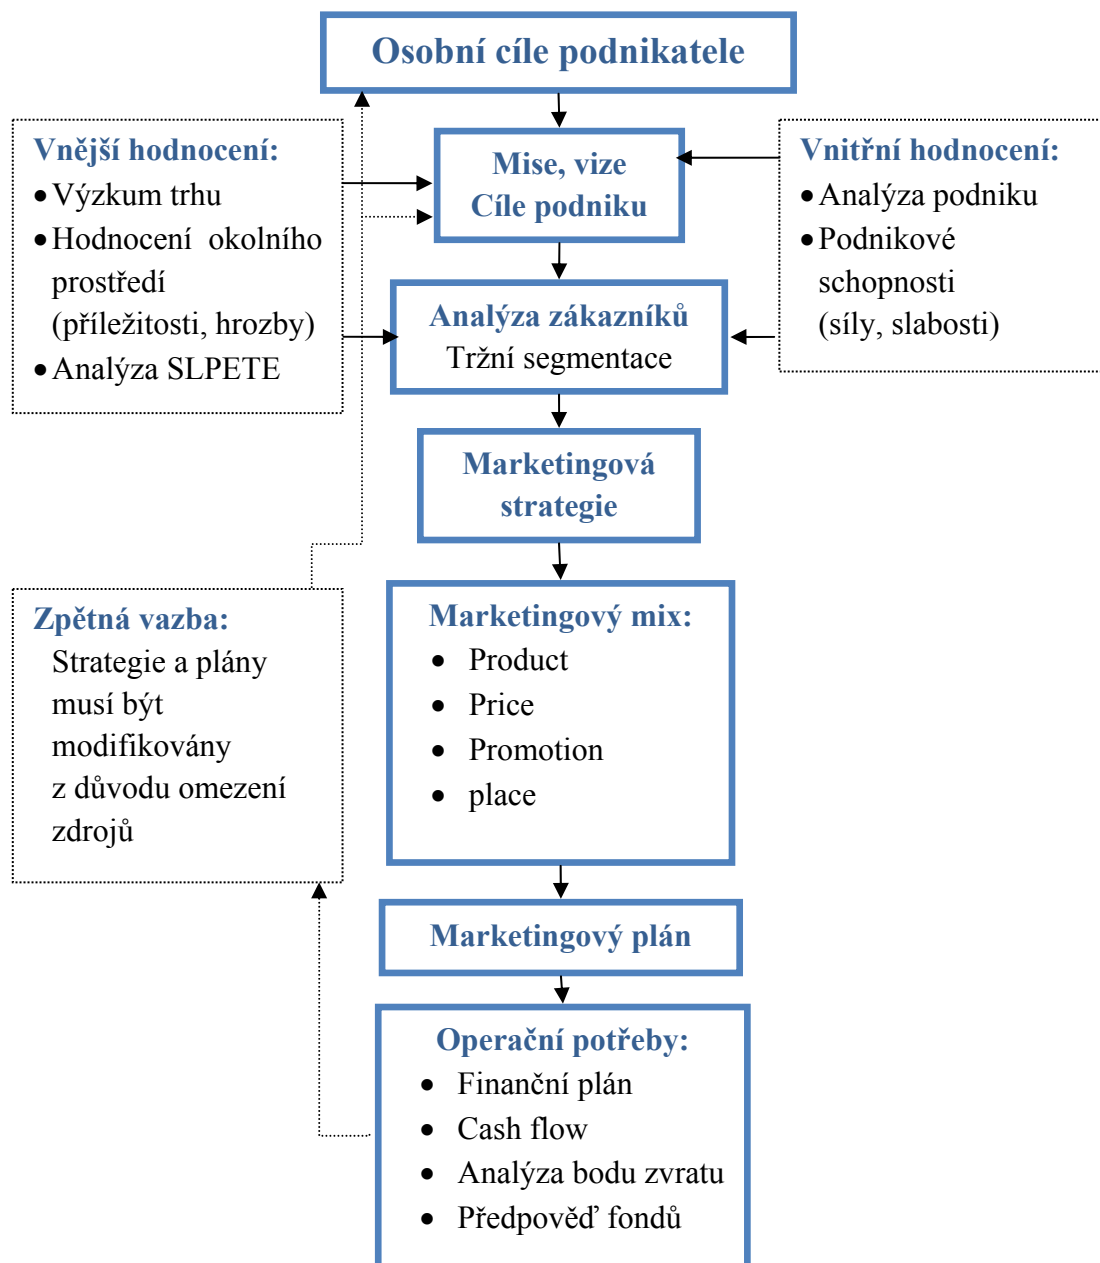 Osobní cíle podnikatele
Vnější hodnocení:
• Výzkum trhu
• Hodnocení okolního
prostředí
(příležitosti, hrozby)
• Analýza SLPETE
Mise, vize
Cíle podniku
Vnitřní hodnocení:
• Analýza podniku
• Podnikové
schopnosti
(síly, slabosti)
Analýza zákazníků
Tržní segmentace
Marketingová
strategie
Zpětná vazba:
Strategie a plány
musí být
modifikovány
z důvodu omezení
zdrojů
Marketingový mix:
• Product
• Price
• Promotion
• place
Marketingový plán
Operační potřeby:
• Finanční plán
• Cash flow
• Analýza bodu zvratu
• Předpověď fondů